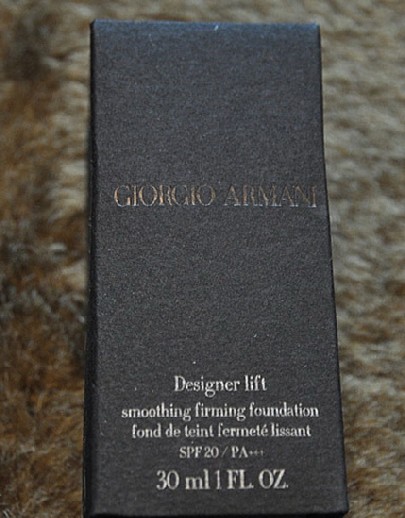 GIORGIO ARMANI
Designer lift
smoothing firming foundation
fond de teint fermeté lissant
SPF 20 / PA+++
30 ml 1 FL. OZ.